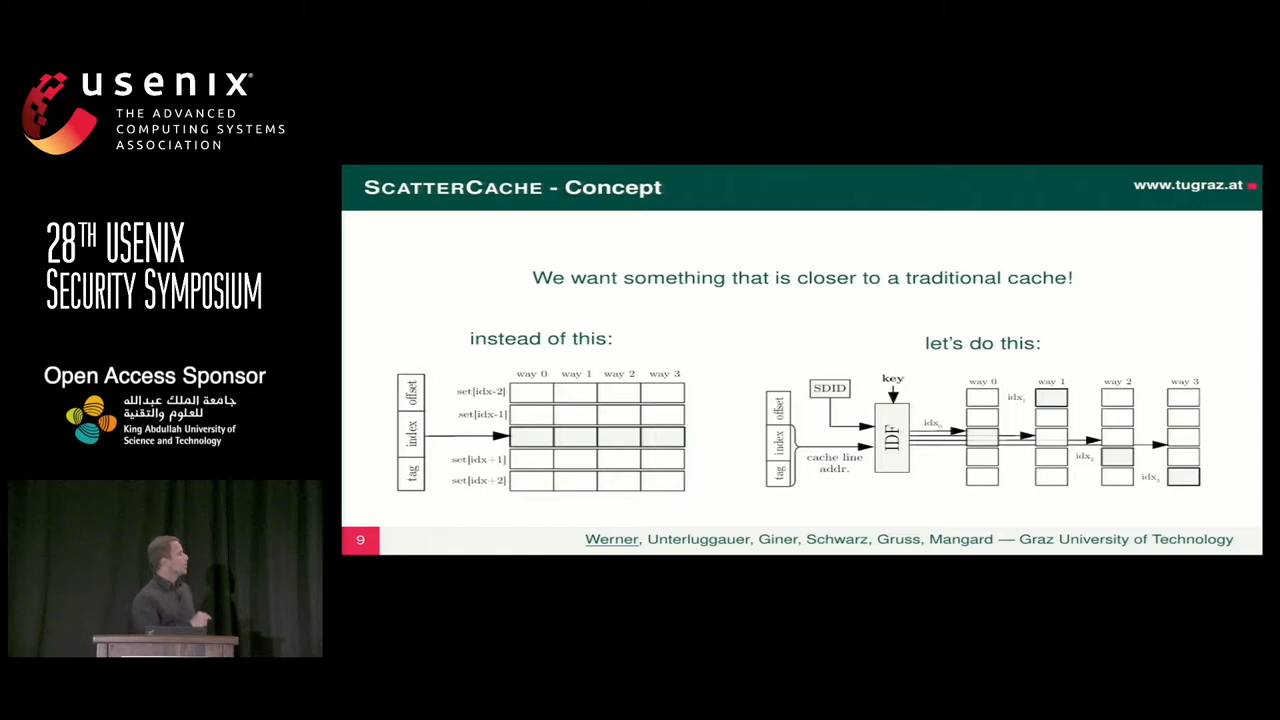 usenix®
THE ADVANCED
COMPUTING SYSTEMS
ASSOCIATION
28TH USENIX
SECURITY SYMPOSIUM
Open Access Sponsor
جامعة الملك عبدالله
للعلوم والتقنية
King Abdullah University of
Science and Technology
SCATTERCACHE - Concept
www.tugraz.at
We want something that is closer to a traditional cache!
instead of this:
way 0 way 1 way 2 way 3
offset
index
tag
set[idx-2]
set[idx-1]
set[idx+1]
set[idx+2]
let's do this:
offset
index
tag
SDID
key
cache line
addr.
IDF
way 0 way 1 way 2 way 3
idx₀
idx₁
idx₂
idx₃
9
Werner, Unterluggauer, Giner, Schwarz, Gruss, Mangard — Graz University of Technology